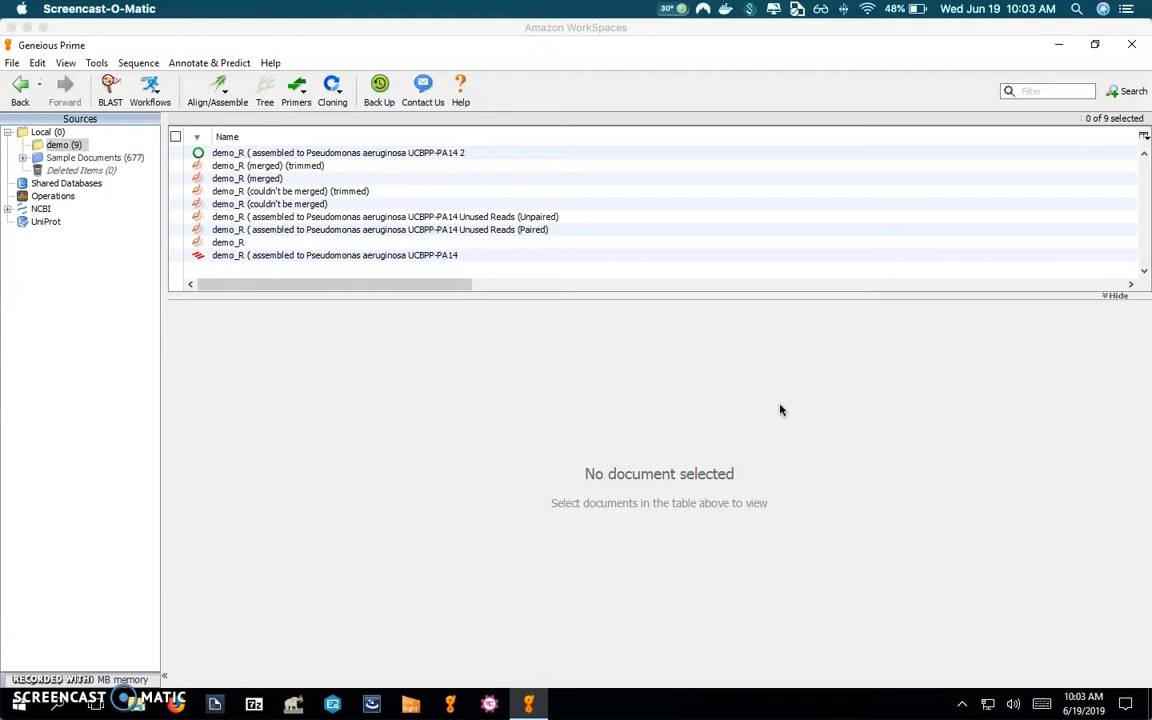 Screencast-O-Matic
30°
48%
Wed Jun 19 10:03 AM
Amazon WorkSpaces
Geneious Prime
File Edit View Tools Sequence Annotate & Predict Help
Back Forward BLAST Workflows Align/Assemble Tree Primers Cloning Back Up Contact Us Help
Filter
Search
Sources
0 of 9 selected
Local (0)
demo (9)
Sample Documents (677)
Deleted Items (0)
Shared Databases
Operations
NCBI
UniProt
Name
demo_R ( assembled to Pseudomonas aeruginosa UCBPP-PA14 2
demo_R (merged) (trimmed)
demo_R (merged)
demo_R (couldn't be merged) (trimmed)
demo_R (couldn't be merged)
demo_R ( assembled to Pseudomonas aeruginosa UCBPP-PA14 Unused Reads (Unpaired)
demo_R ( assembled to Pseudomonas aeruginosa UCBPP-PA14 Unused Reads (Paired)
demo_R
demo_R ( assembled to Pseudomonas aeruginosa UCBPP-PA14
Hide
No document selected
Select documents in the table above to view
MB memory
RECORDED WITH
SCREENCAST MATIC
7z
10:03 AM
6/19/2019